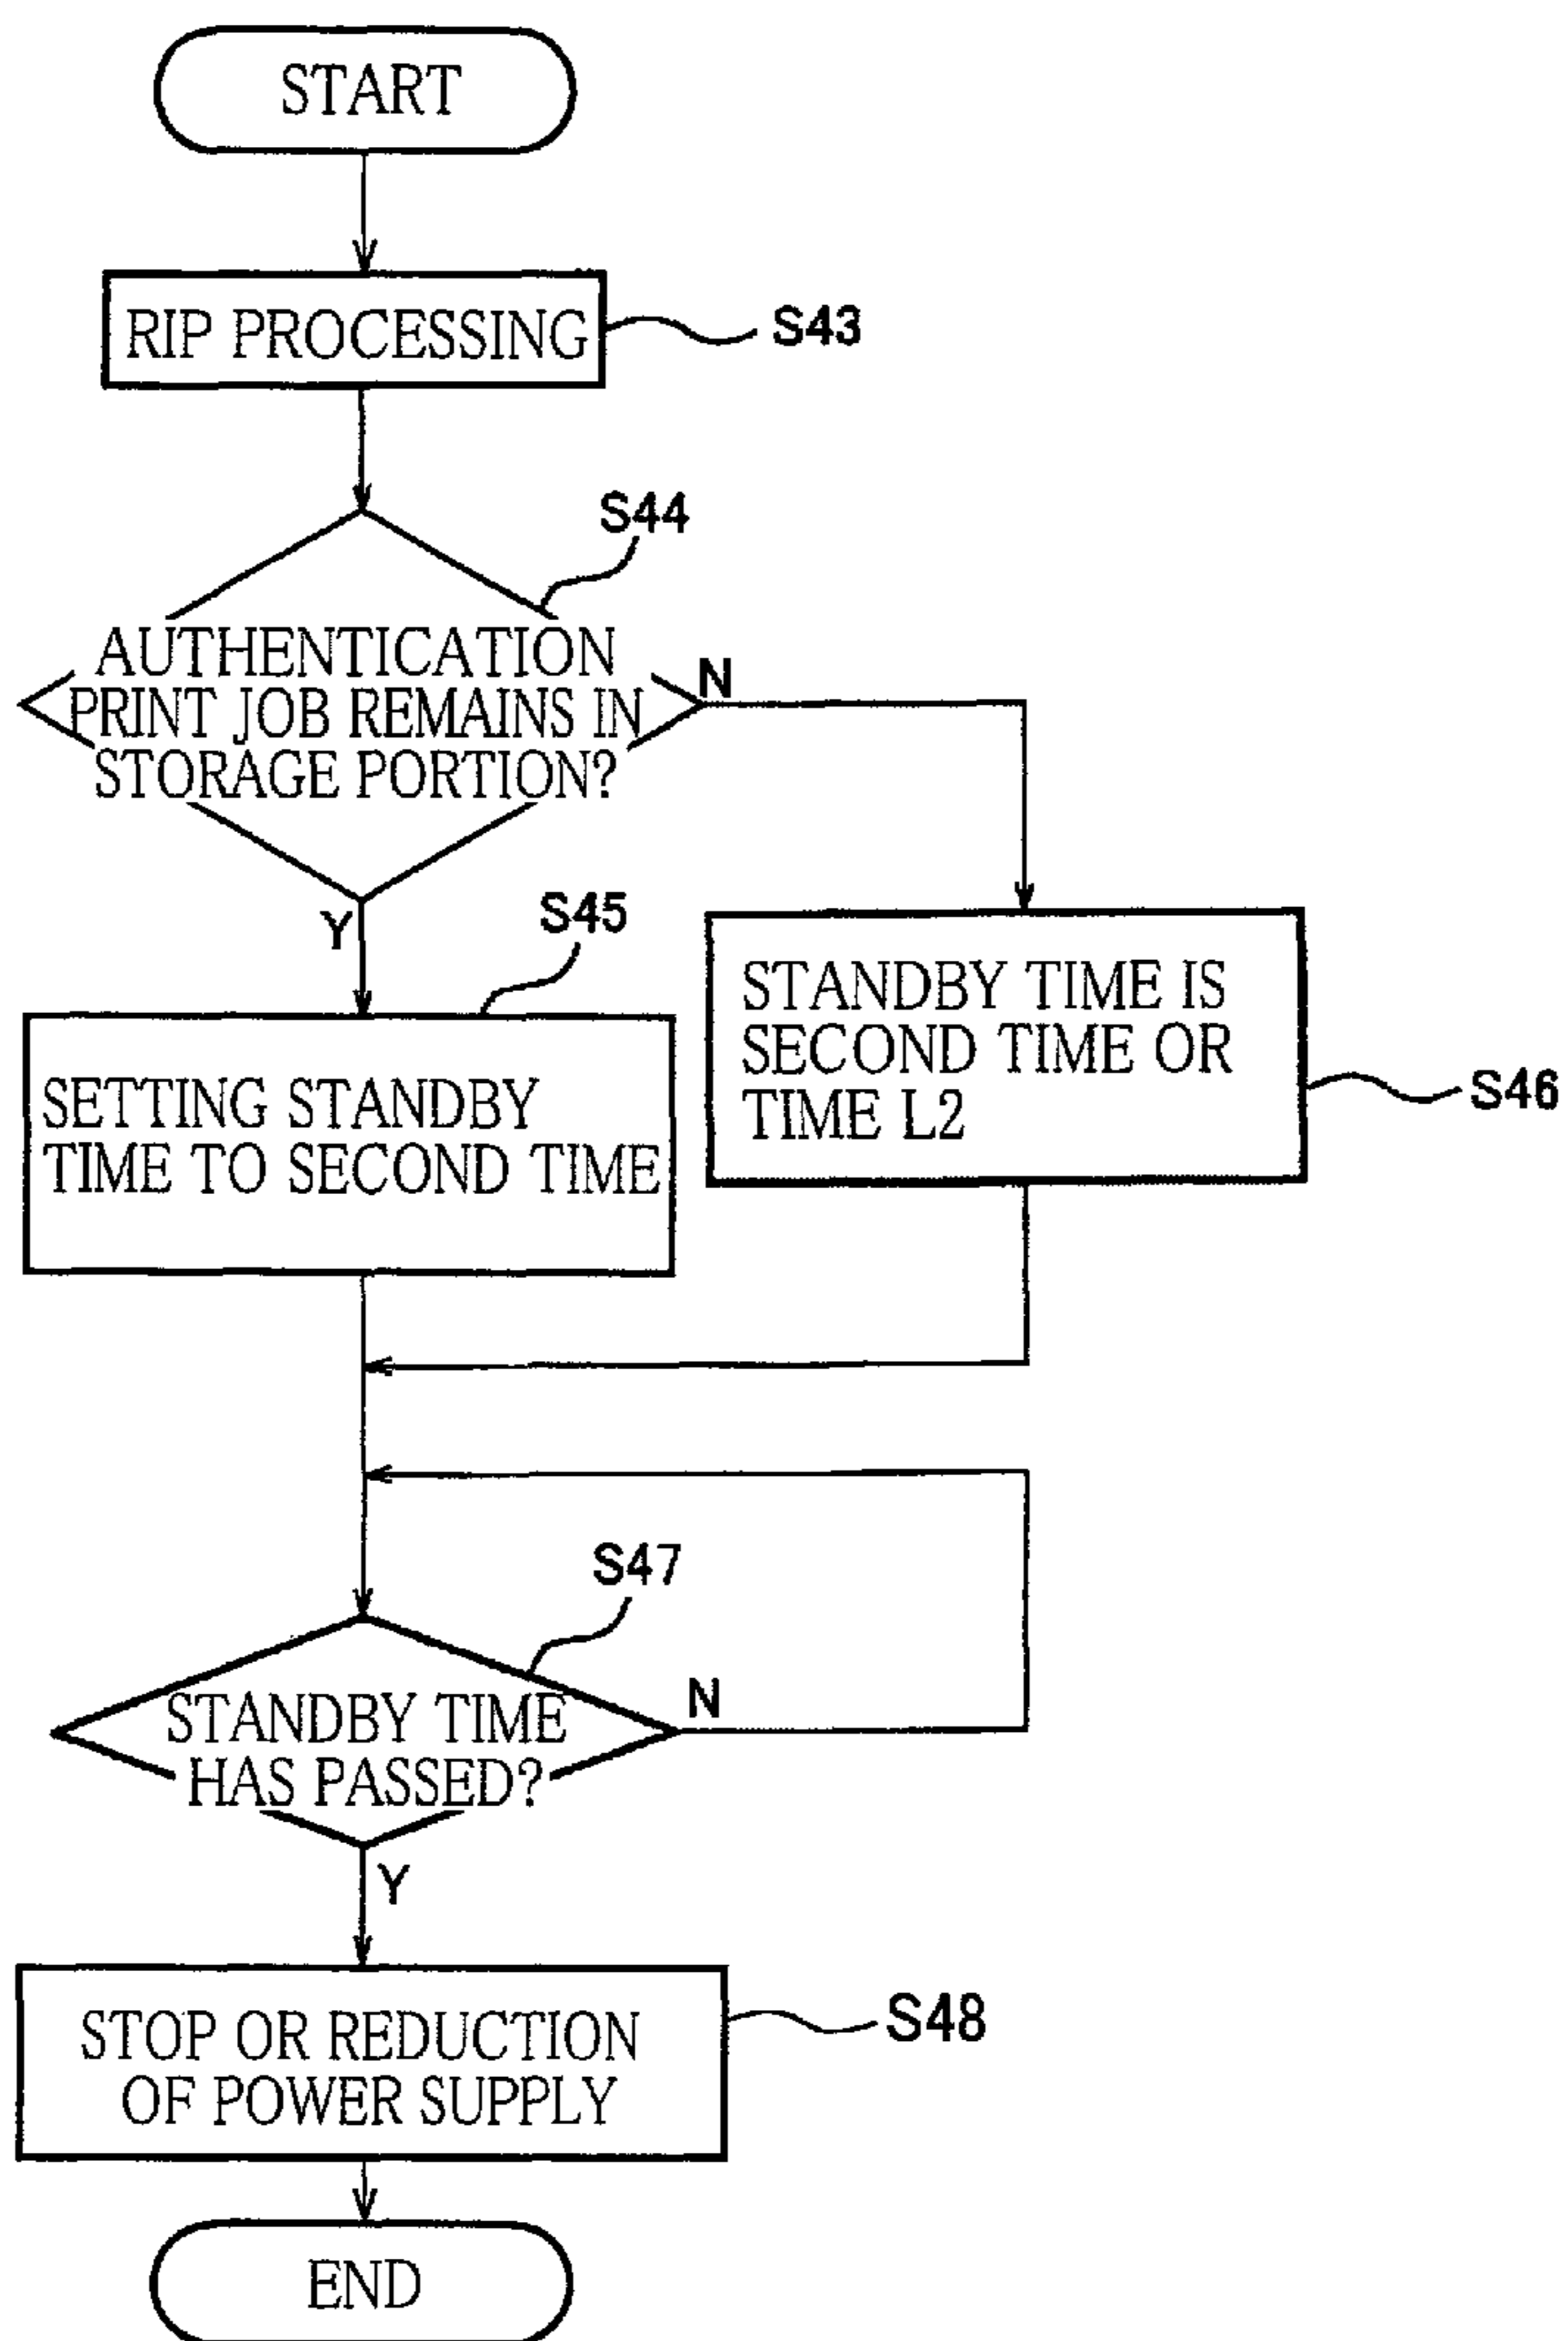 START
RIP PROCESSING
S43
S44
AUTHENTICATION
PRINT JOB REMAINS IN
STORAGE PORTION?
N
Y
S45
SETTING STANDBY
TIME TO SECOND TIME
STANDBY TIME IS
SECOND TIME OR
TIME L2
S46
S47
STANDBY TIME
HAS PASSED?
N
Y
STOP OR REDUCTION
OF POWER SUPPLY
S48
END